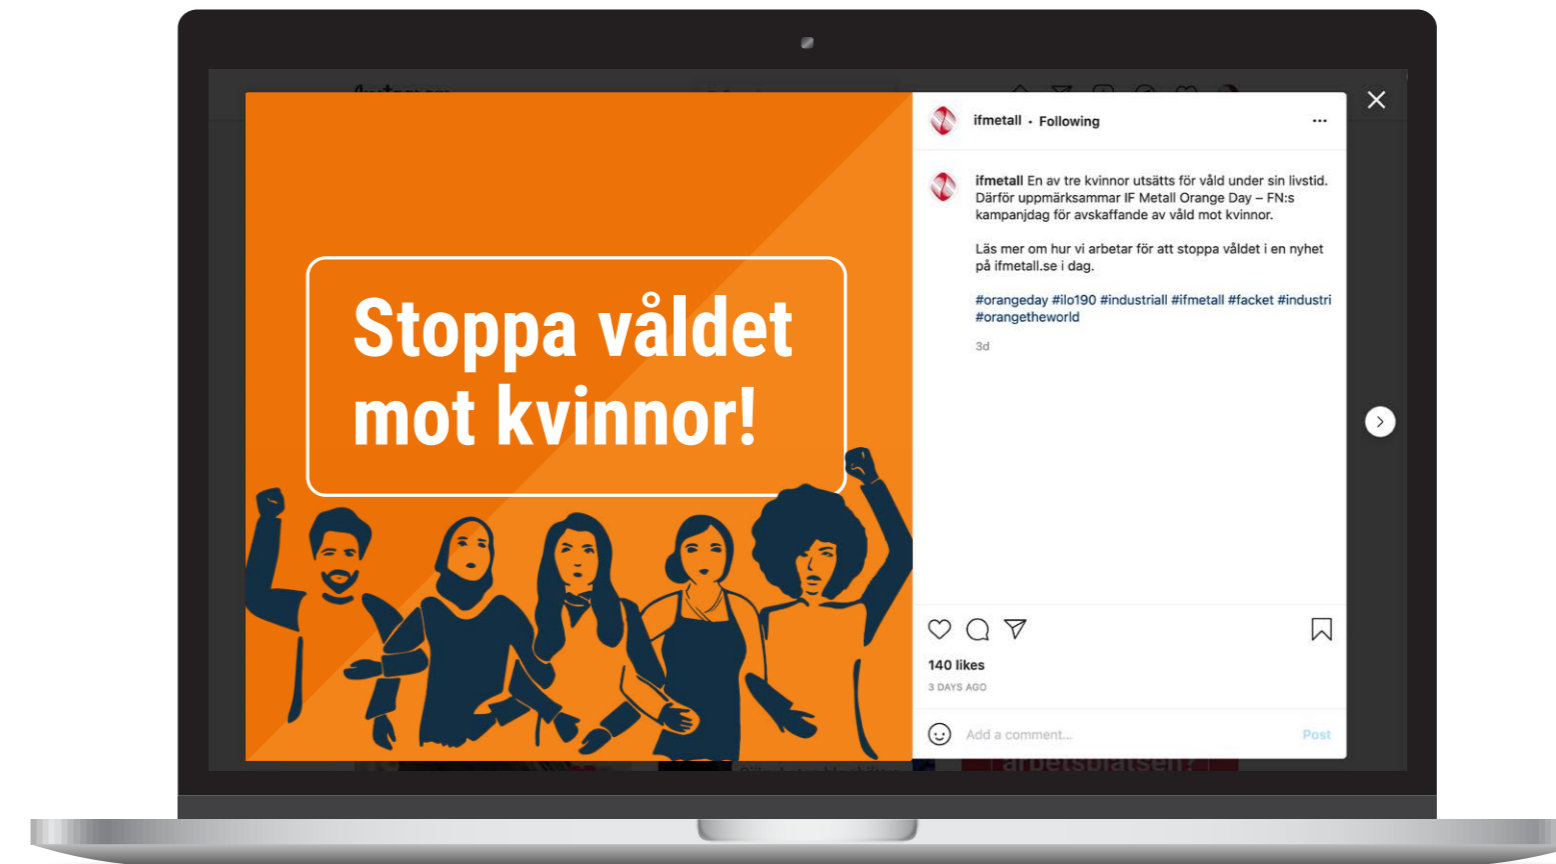 Stoppa våldet
mot kvinnor!
ifmetall • Following
ifmetall En av tre kvinnor utsätts för våld under sin livstid.
Därför uppmärksammar IF Metall Orange Day – FN:s
kampanjdag för avskaffande av våld mot kvinnor.
Läs mer om hur vi arbetar för att stoppa våldet i en nyhet
på ifmetall.se i dag.
#orangeday #ilo190 #industriall #ifmetall #facket #industri
#orangetheworld
3d
140 likes
3 DAYS AGO
Add a comment...
Post
arbetsplatsen?